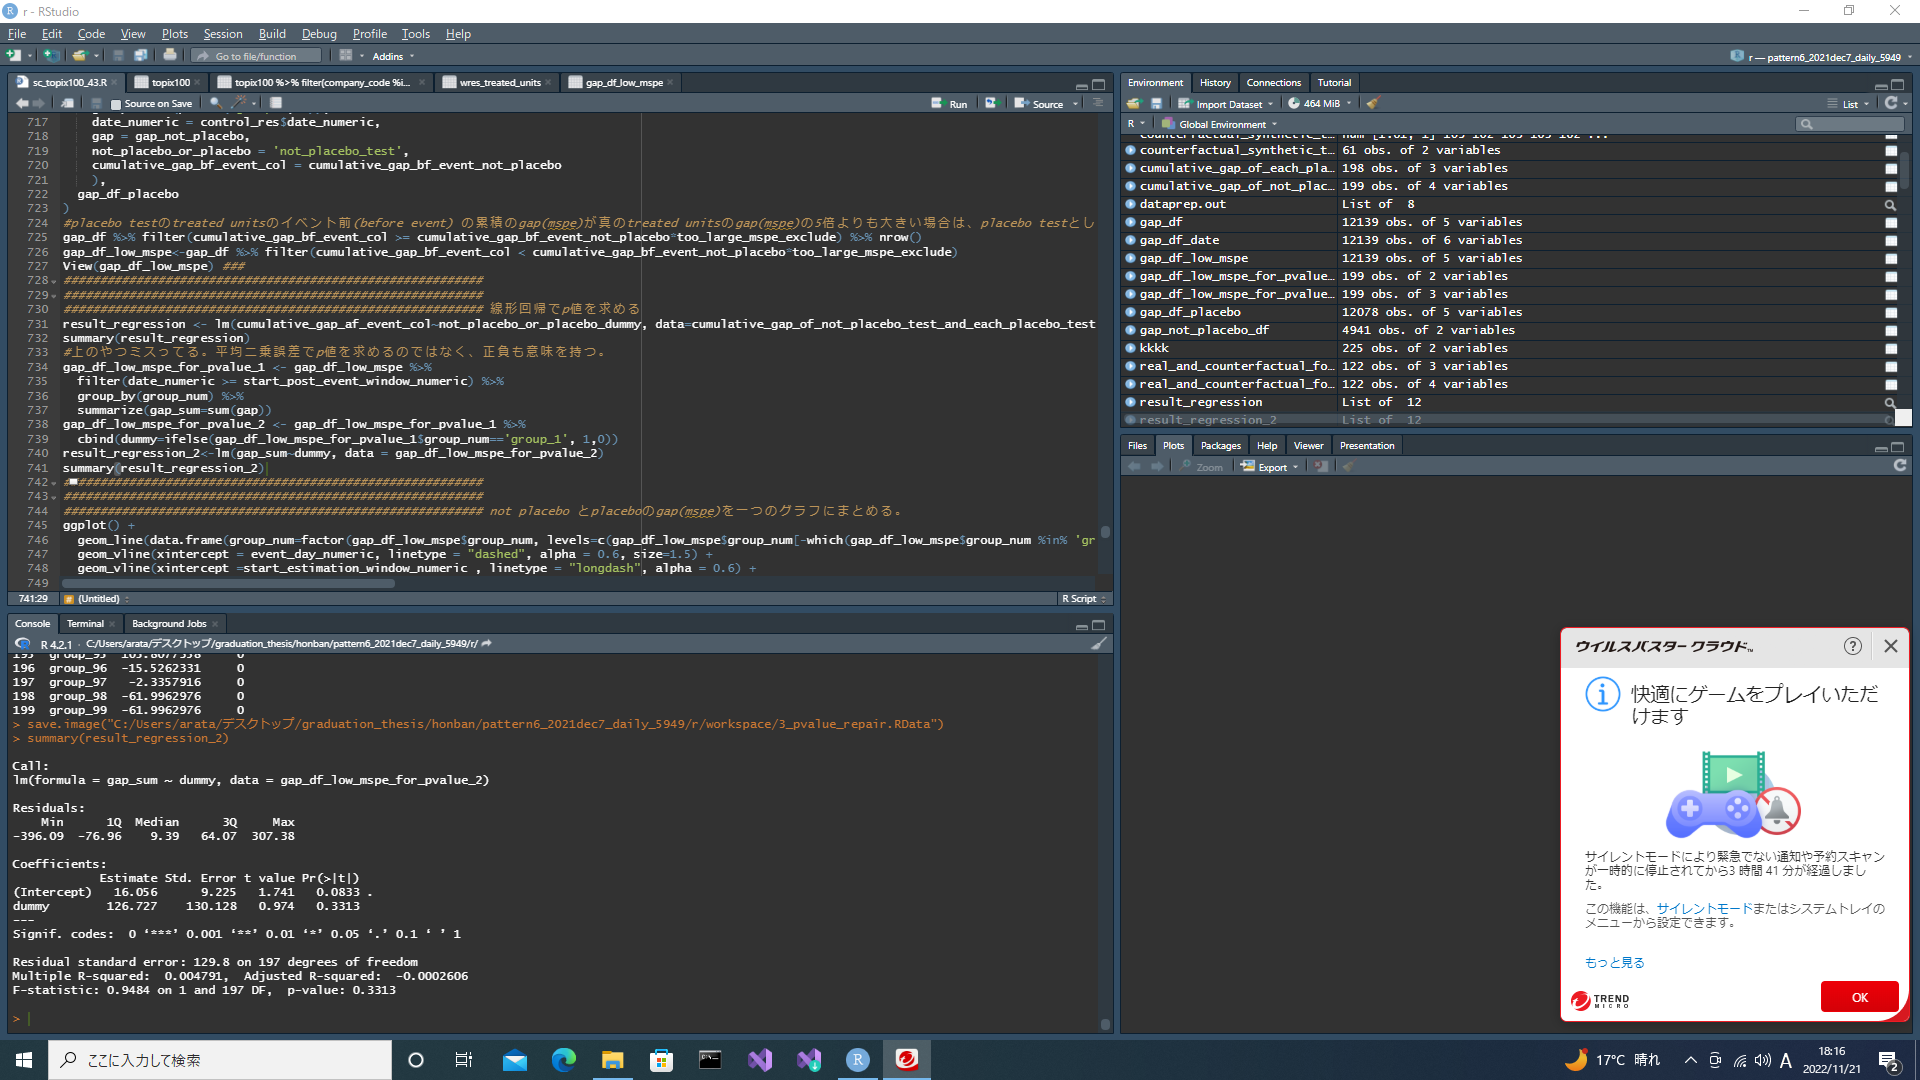 r - RStudio
File Edit Code View Plots Session Build Debug Profile Tools Help
Go to file/function Addins
r — pattern6_2021dec7_daily_5949
sc_topix100_43.R topix100 topix100 %>% filter(company_code %i... wres_treated_units gap_df_low_mspe
Source on Save Run Source
717 date_numeric = control_res$date_numeric,
718 gap = gap_not_placebo,
719 not_placebo_or_placebo = 'not_placebo_test',
720 cumulative_gap_bf_event_col = cumulative_gap_bf_event_not_placebo
721 ),
722 gap_df_placebo
723 )
724 #placebo testのtreated unitsのイベント前(before event) の累積のgap(mspe)が真のtreated unitsのgap(mspe)の5倍よりも大きい場合は、placebo testとし
725 gap_df %>% filter(cumulative_gap_bf_event_col >= cumulative_gap_bf_event_not_placebo*too_large_mspe_exclude) %>% nrow()
726 gap_df_low_mspe<-gap_df %>% filter(cumulative_gap_bf_event_col < cumulative_gap_bf_event_not_placebo*too_large_mspe_exclude)
727 View(gap_df_low_mspe) ###
728 ##########################################################
729 ##########################################################
730 ########################################################## 線形回帰でp値を求める
731 result_regression <- lm(cumulative_gap_af_event_col~not_placebo_or_placebo_dummy, data=cumulative_gap_of_not_placebo_test_and_each_placebo_test
732 summary(result_regression)
733 #上のやつミスってる。平均二乗誤差でp値を求めるのではなく、正負も意味を持つ。
734 gap_df_low_mspe_for_pvalue_1 <- gap_df_low_mspe %>%
735 filter(date_numeric >= start_post_event_window_numeric) %>%
736 group_by(group_num) %>%
737 summarize(gap_sum=sum(gap))
738 gap_df_low_mspe_for_pvalue_2 <- gap_df_low_mspe_for_pvalue_1 %>%
739 cbind(dummy=ifelse(gap_df_low_mspe_for_pvalue_1$group_num=='group_1', 1,0))
740 result_regression_2<-lm(gap_sum~dummy, data = gap_df_low_mspe_for_pvalue_2)
741 summary(result_regression_2)
742 ##########################################################
743 ##########################################################
744 ########################################################## not placebo とplaceboのgap(mspe)を一つのグラフにまとめる。
745 ggplot() +
746 geom_line(data.frame(group_num=factor(gap_df_low_mspe$group_num, levels=c(gap_df_low_mspe$group_num[-which(gap_df_low_mspe$group_num %in% 'gr
747 geom_vline(xintercept = event_day_numeric, linetype = "dashed", alpha = 0.6, size=1.5) +
748 geom_vline(xintercept =start_estimation_window_numeric , linetype = "longdash", alpha = 0.6) +
749
741:29 (Untitled) R Script
Console Terminal Background Jobs
R 4.2.1 · C:/Users/arata/デスクトップ/graduation_thesis/honban/pattern6_2021dec7_daily_5949/r/
195 group_95 0
196 group_96 -15.5262331 0
197 group_97 -2.3357916 0
198 group_98 -61.9962976 0
199 group_99 -61.9962976 0
> save.image("C:/Users/arata/デスクトップ/graduation_thesis/honban/pattern6_2021dec7_daily_5949/r/workspace/3_pvalue_repair.RData")
> summary(result_regression_2)
Call:
lm(formula = gap_sum ~ dummy, data = gap_df_low_mspe_for_pvalue_2)
Residuals:
Min 1Q Median 3Q Max
-396.09 -76.96 9.39 64.07 307.38
Coefficients:
Estimate Std. Error t value Pr(>|t|)
(Intercept) 16.056 9.225 1.741 0.0833 .
dummy 126.727 130.128 0.974 0.3313
---
Signif. codes: 0 ‘***’ 0.001 ‘**’ 0.01 ‘*’ 0.05 ‘.’ 0.1 ‘ ’ 1
Residual standard error: 129.8 on 197 degrees of freedom
Multiple R-squared: 0.004791, Adjusted R-squared: -0.0002606
F-statistic: 0.9484 on 1 and 197 DF, p-value: 0.3313
>
Environment History Connections Tutorial
Import Dataset 464 MiB List
R Global Environment
counterfactual_synthetic_t...
counterfactual_synthetic_t... 61 obs. of 2 variables
cumulative_gap_of_each_pla... 198 obs. of 3 variables
cumulative_gap_of_not_plac... 199 obs. of 4 variables
dataprep.out List of 8
gap_df 12139 obs. of 5 variables
gap_df_date 12139 obs. of 6 variables
gap_df_low_mspe 12139 obs. of 5 variables
gap_df_low_mspe_for_pvalue... 199 obs. of 2 variables
gap_df_low_mspe_for_pvalue... 199 obs. of 3 variables
gap_df_placebo 12078 obs. of 5 variables
gap_not_placebo_df 4941 obs. of 2 variables
kkkk 225 obs. of 2 variables
real_and_counterfactual_fo... 122 obs. of 3 variables
real_and_counterfactual_fo... 122 obs. of 4 variables
result_regression List of 12
result_regression_2 List of 12
Files Plots Packages Help Viewer Presentation
Zoom Export
ウイルスバスター クラウド™
快適にゲームをプレイいただ
けます
サイレントモードにより緊急でない通知や予約スキャン
が一時的に停止されてから3 時間 41 分が経過しまし
た。
この機能は、サイレントモードまたはシステムトレイの
メニューから設定できます。
もっと見る
TREND
MICRO
OK
ここに入力して検索
17°C 晴れ
A
18:16
2022/11/21
2